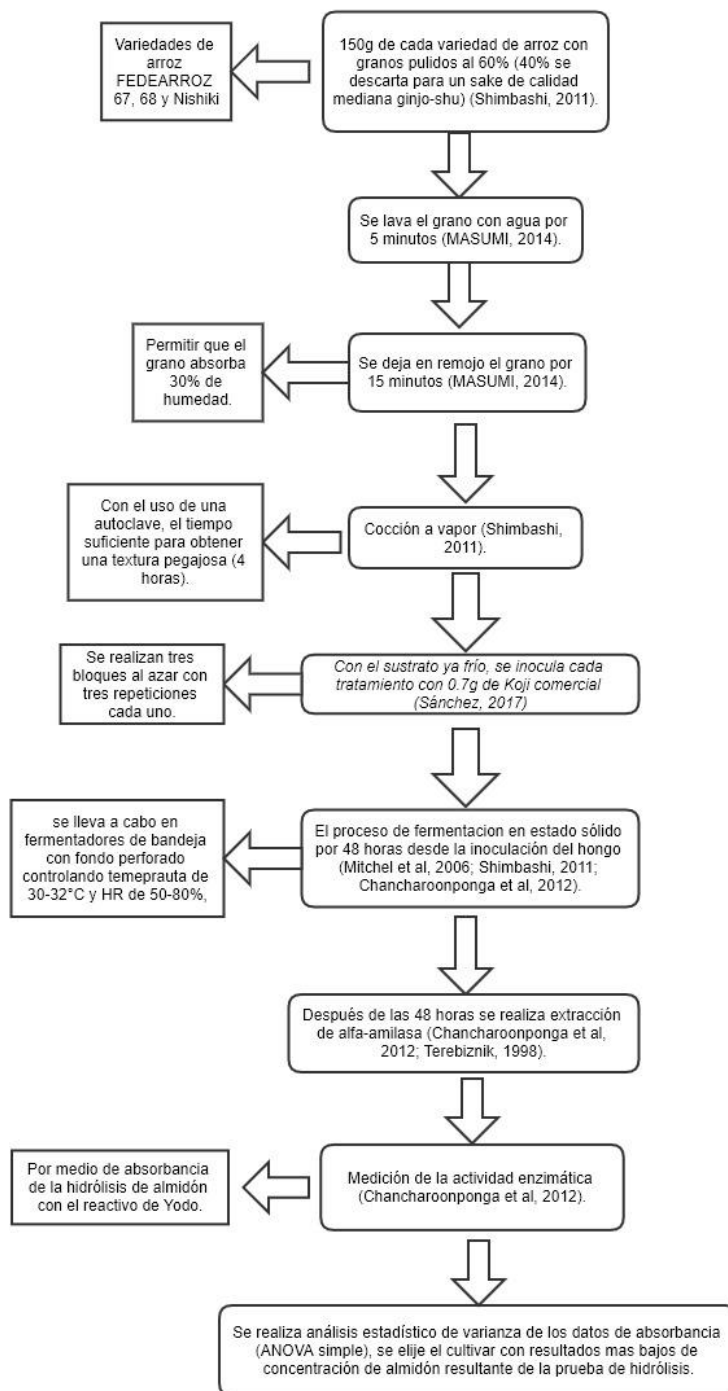 Variedades de
arroz
FEDEARROZ
67, 68 y Nishiki
150g de cada variedad de arroz con
granos pulidos al 60% (40% se
descarta para un sake de calidad
mediana ginjo-shu) (Shimbashi, 2011).
Se lava el grano con agua por
5 minutos (MASUMI, 2014).
Permitir que el
grano absorba
30% de
humedad.
Se deja en remojo el grano por
15 minutos (MASUMI, 2014).
Con el uso de una
autoclave, el tiempo
suficiente para obtener
una textura pegajosa (4
horas).
Cocción a vapor (Shimbashi,
2011).
Se realizan tres
bloques al azar con
tres repeticiones
cada uno.
Con el sustrato ya frío, se inocula cada
tratamiento con 0.7g de Koji comercial
(Sánchez, 2017)
se lleva a cabo en
fermentadores de bandeja
con fondo perforado
controlando temeprauta de
30-32°C y HR de 50-80%,
El proceso de fermentacion en estado sólido
por 48 horas desde la inoculación del hongo
(Mitchel et al, 2006; Shimbashi, 2011;
Chancharoonponga et al, 2012).
Después de las 48 horas se realiza extracción
de alfa-amilasa (Chancharoonponga et al,
2012; Terebiznik, 1998).
Por medio de absorbancia
de la hidrólisis de almidón
con el reactivo de Yodo.
Medición de la actividad enzimática
(Chancharoonponga et al, 2012).
Se realiza análisis estadístico de varianza de los datos de absorbancia
(ANOVA simple), se elije el cultivar con resultados mas bajos de
concentración de almidón resultante de la prueba de hidrólisis.